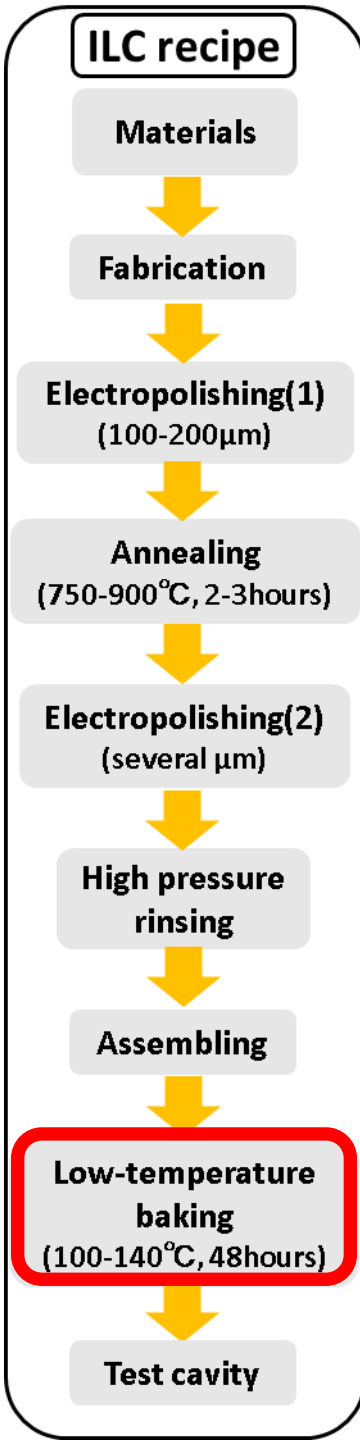 ILC recipe
Materials
Fabrication
Electropolishing(1)
(100-200μm)
Annealing
(750-900℃, 2-3hours)
Electropolishing(2)
(several μm)
High pressure
rinsing
Assembling
Low-temperature
baking
(100-140℃, 48hours)
Test cavity